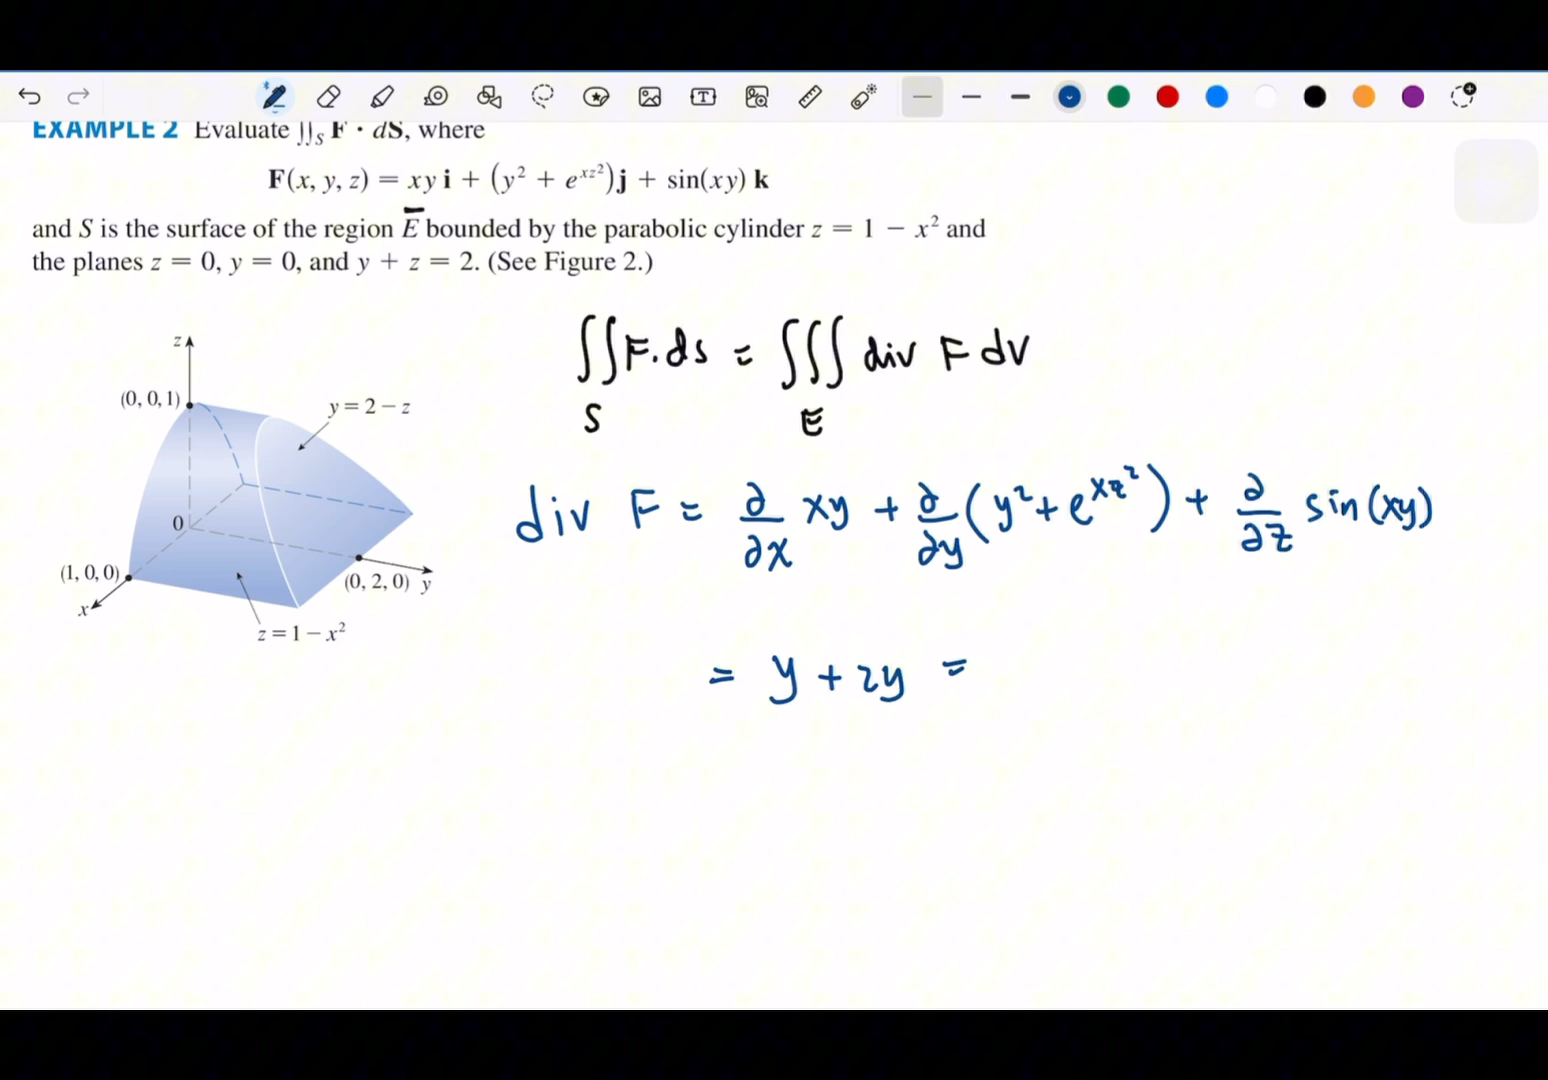 EXAMPLE 2 Evaluate ∬_S F · dS, where
F(x, y, z) = xy i + (y² + e^{xz²}) j + sin(xy) k
and S is the surface of the region E bounded by the parabolic cylinder z = 1 − x² and
the planes z = 0, y = 0, and y + z = 2. (See Figure 2.)
z
(0, 0, 1)
y = 2 − z
0
(1, 0, 0)
x
(0, 2, 0) y
z = 1 − x²
∬_S F. ds = ∭_E div F dV
div F = ∂/∂x xy + ∂/∂y (y² + e^{xz²}) + ∂/∂z sin(xy)
= y + 2y =